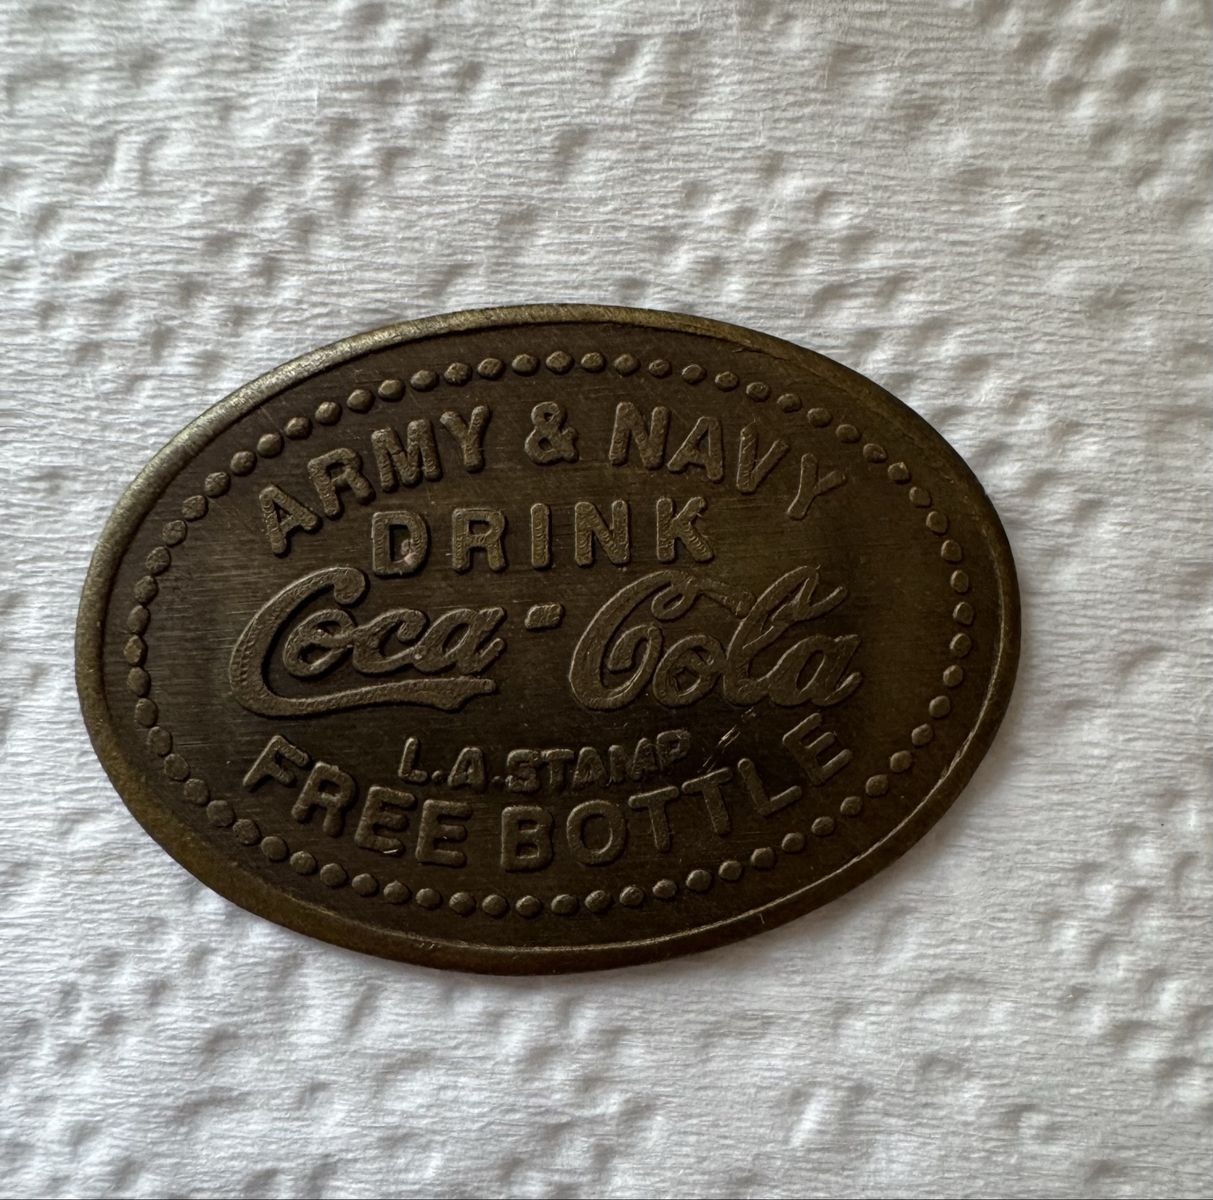 ARMY & NAVY
DRINK
Coca-Cola
L.A.STAMP
FREE BOTTLE